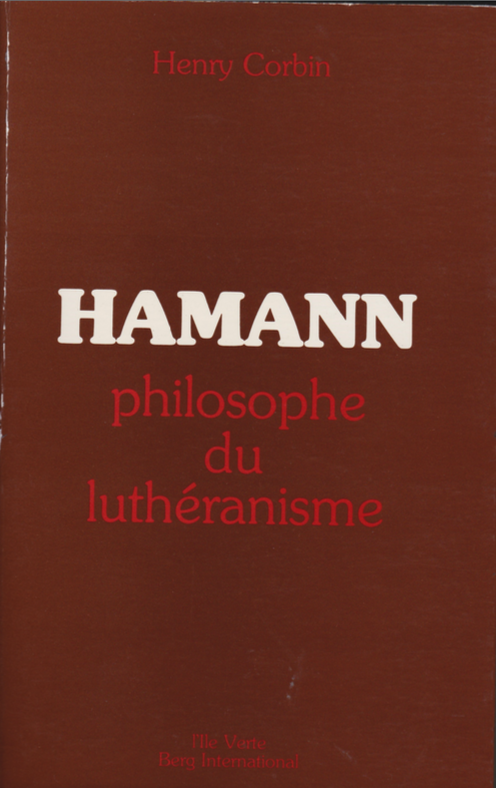 Henry Corbin
HAMANN
philosophe
du
luthéranisme
l'Ile Verte
Berg International